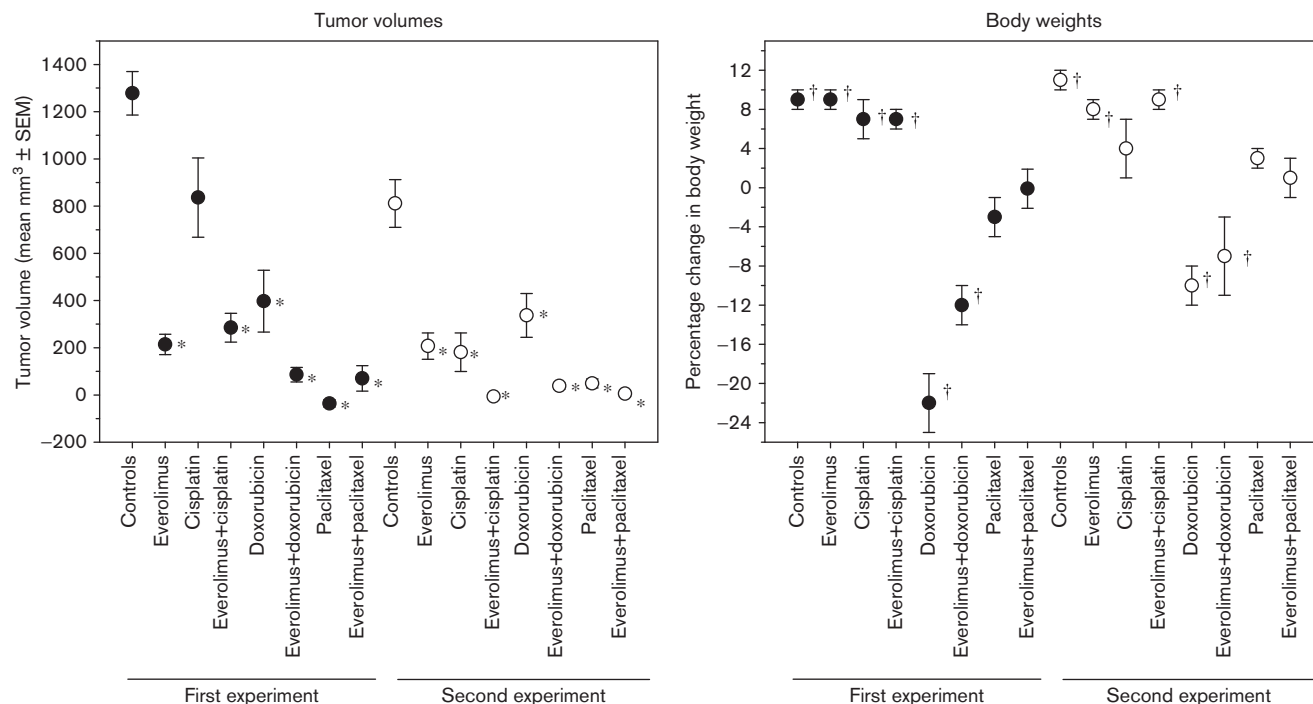 Tumor volumes
Tumor volume (mean mm³ ± SEM)
1400
1200
1000
800
600
400
200
0
−200
*
*
*
*
*
*
*
*
*
*
*
*
*
Controls
Everolimus
Cisplatin
Everolimus+cisplatin
Doxorubicin
Everolimus+doxorubicin
Paclitaxel
Everolimus+paclitaxel
Controls
Everolimus
Cisplatin
Everolimus+cisplatin
Doxorubicin
Everolimus+doxorubicin
Paclitaxel
Everolimus+paclitaxel
First experiment
Second experiment
Body weights
Percentage change in body weight
12
8
4
0
−4
−8
−12
−16
−20
−24
†
†
†
†
†
†
†
†
†
†
†
Controls
Everolimus
Cisplatin
Everolimus+cisplatin
Doxorubicin
Everolimus+doxorubicin
Paclitaxel
Everolimus+paclitaxel
Controls
Everolimus
Cisplatin
Everolimus+cisplatin
Doxorubicin
Everolimus+doxorubicin
Paclitaxel
Everolimus+paclitaxel
First experiment
Second experiment